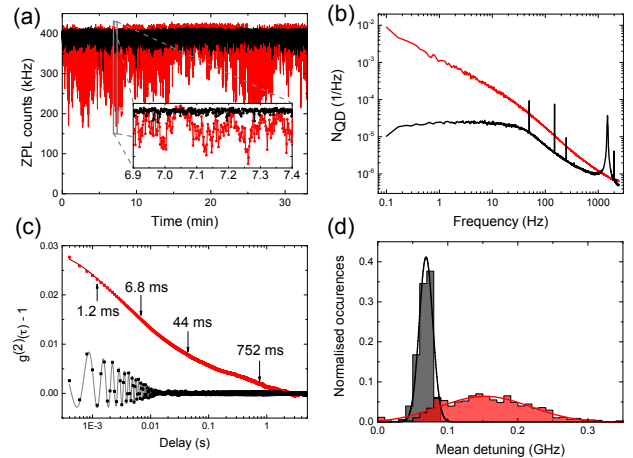 (a)
ZPL counts (kHz)
400
300
200
100
0
6.9 7.0 7.1 7.2 7.3 7.4
0 10 20 30
Time (min)
(b)
N_QD (1/Hz)
10^-2
10^-3
10^-4
10^-5
10^-6
0.1 1 10 100 1000
Frequency (Hz)
(c)
g^(2)(τ) - 1
0.03
0.02
0.01
0.00
1.2 ms
6.8 ms
44 ms
752 ms
1E-3 0.01 0.1 1
Delay (s)
(d)
Normalised occurences
0.4
0.3
0.2
0.1
0.0
0.0 0.1 0.2 0.3
Mean detuning (GHz)